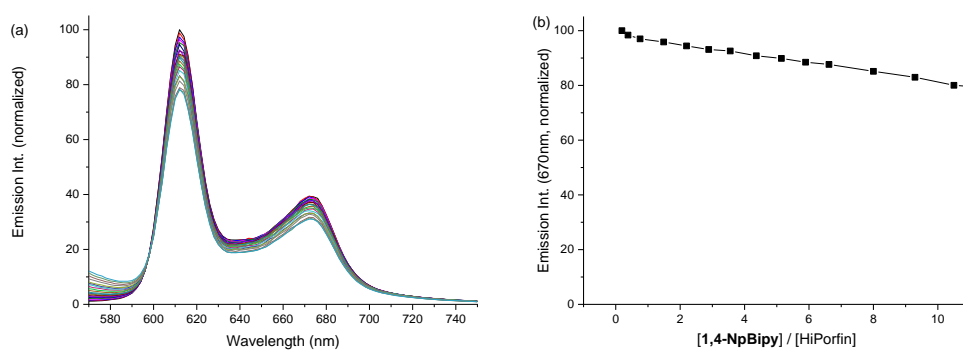 (a)
100
80
60
40
20
0
Emission Int. (normalized)
580 600 620 640 660 680 700 720 740
Wavelength (nm)
(b)
100
80
60
40
20
0
Emission Int. (670nm, normalized)
0 2 4 6 8 10
[1,4-NpBipy] / [HiPorfin]